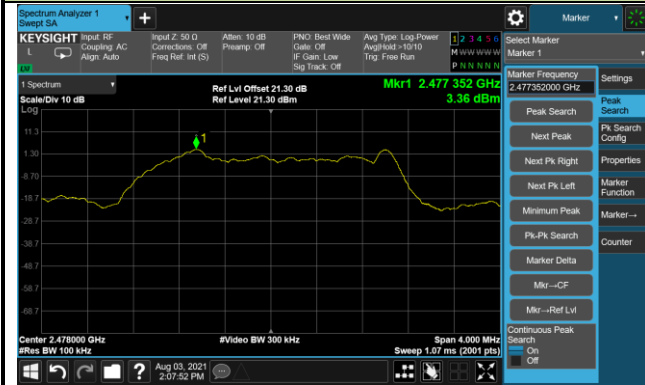 Spectrum Analyzer 1
Swept SA
Marker
KEYSIGHT Input: RF Input Z: 50 Ω Atten: 10 dB PNO: Best Wide Avg Type: Log-Power 1 2 3 4 5 6
L Coupling: AC Corrections: Off Preamp: Off Gate: Off Avg|Hold:>10/10 M W W W W W
Align: Auto Freq Ref: Int (S) IF Gain: Low Trig: Free Run
Sig Track: Off P N N N N N
Select Marker
Marker 1
1 Spectrum
Scale/Div 10 dB
Ref Lvl Offset 21.30 dB
Ref Level 21.30 dBm
Mkr1 2.477 352 GHz
3.36 dBm
Log
11.3
1.30
-8.70
-18.7
-28.7
-38.7
-48.7
-58.7
-68.7
1
Center 2.478000 GHz
#Res BW 100 kHz
#Video BW 300 kHz
Span 4.000 MHz
Sweep 1.07 ms (2001 pts)
Marker Frequency
2.477352000 GHz
Peak Search
Next Peak
Next Pk Right
Next Pk Left
Minimum Peak
Pk-Pk Search
Marker Delta
Mkr→CF
Mkr→Ref Lvl
Continuous Peak
Search
On
Off
Settings
Peak
Search
Pk Search
Config
Properties
Marker
Function
Marker→
Counter
Aug 03, 2021
2:07:52 PM